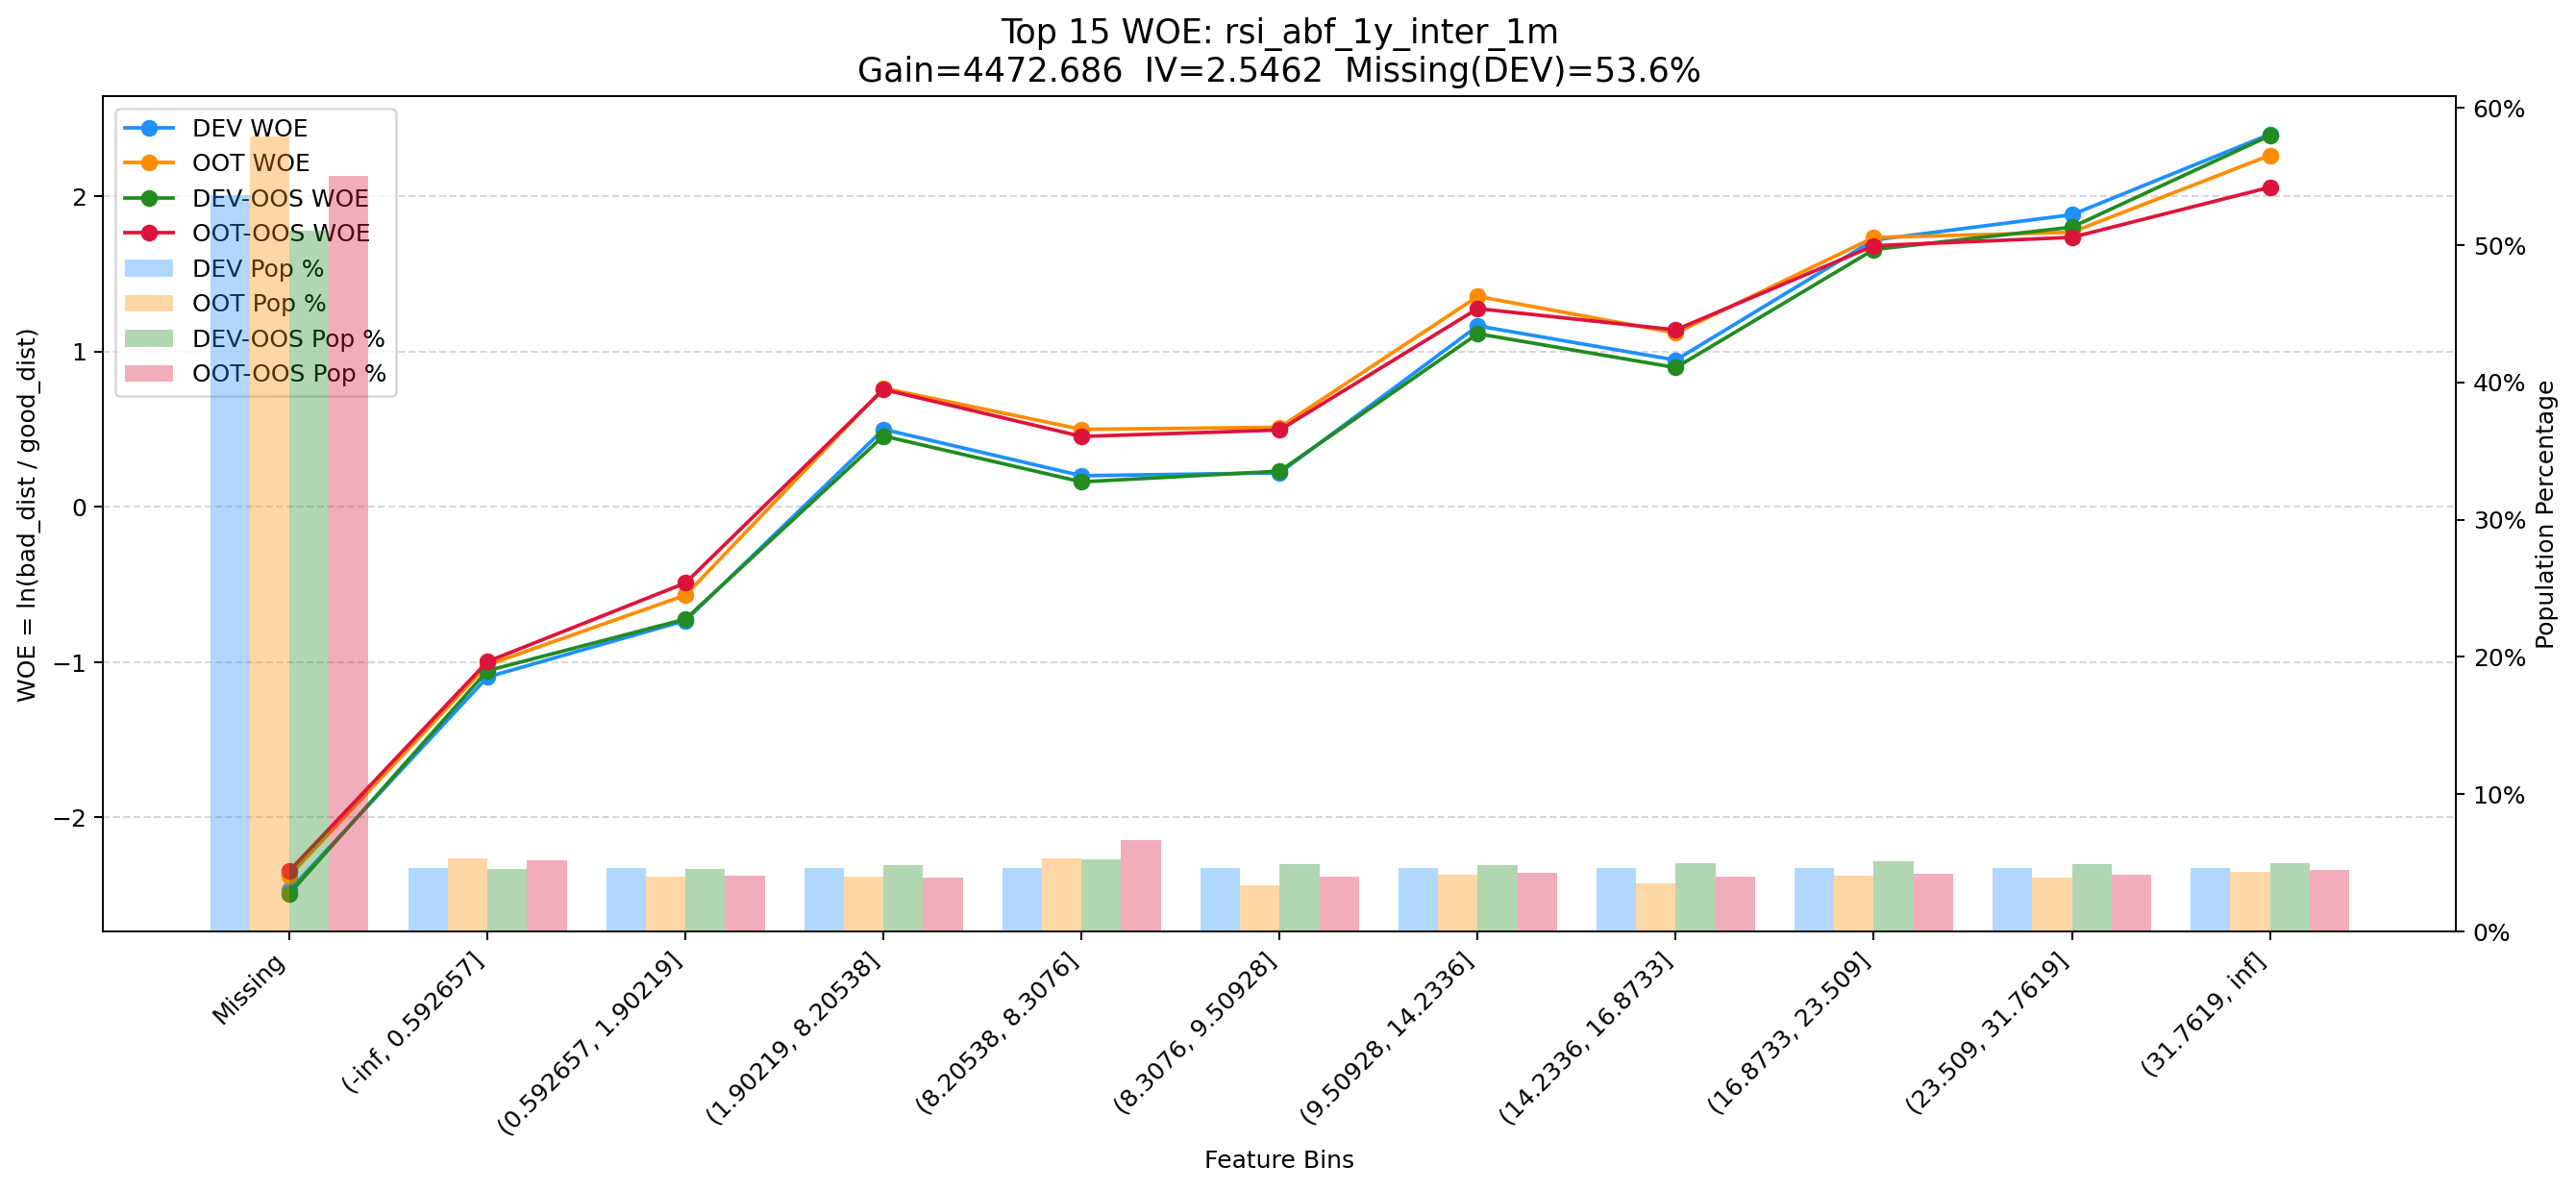 Top 15 WOE: rsi_abf_1y_inter_1m
Gain=4472.686  IV=2.5462  Missing(DEV)=53.6%
DEV WOE
OOT WOE
DEV-OOS WOE
OOT-OOS WOE
DEV Pop %
OOT Pop %
DEV-OOS Pop %
OOT-OOS Pop %
WOE = ln(bad_dist / good_dist)
2
1
0
−1
−2
60%
50%
40%
30%
20%
10%
0%
Population Percentage
Missing
(-inf, 0.592657]
(0.592657, 1.90219]
(1.90219, 8.20538]
(8.20538, 8.3076]
(8.3076, 9.50928]
(9.50928, 14.2336]
(14.2336, 16.8733]
(16.8733, 23.509]
(23.509, 31.7619]
(31.7619, inf]
Feature Bins